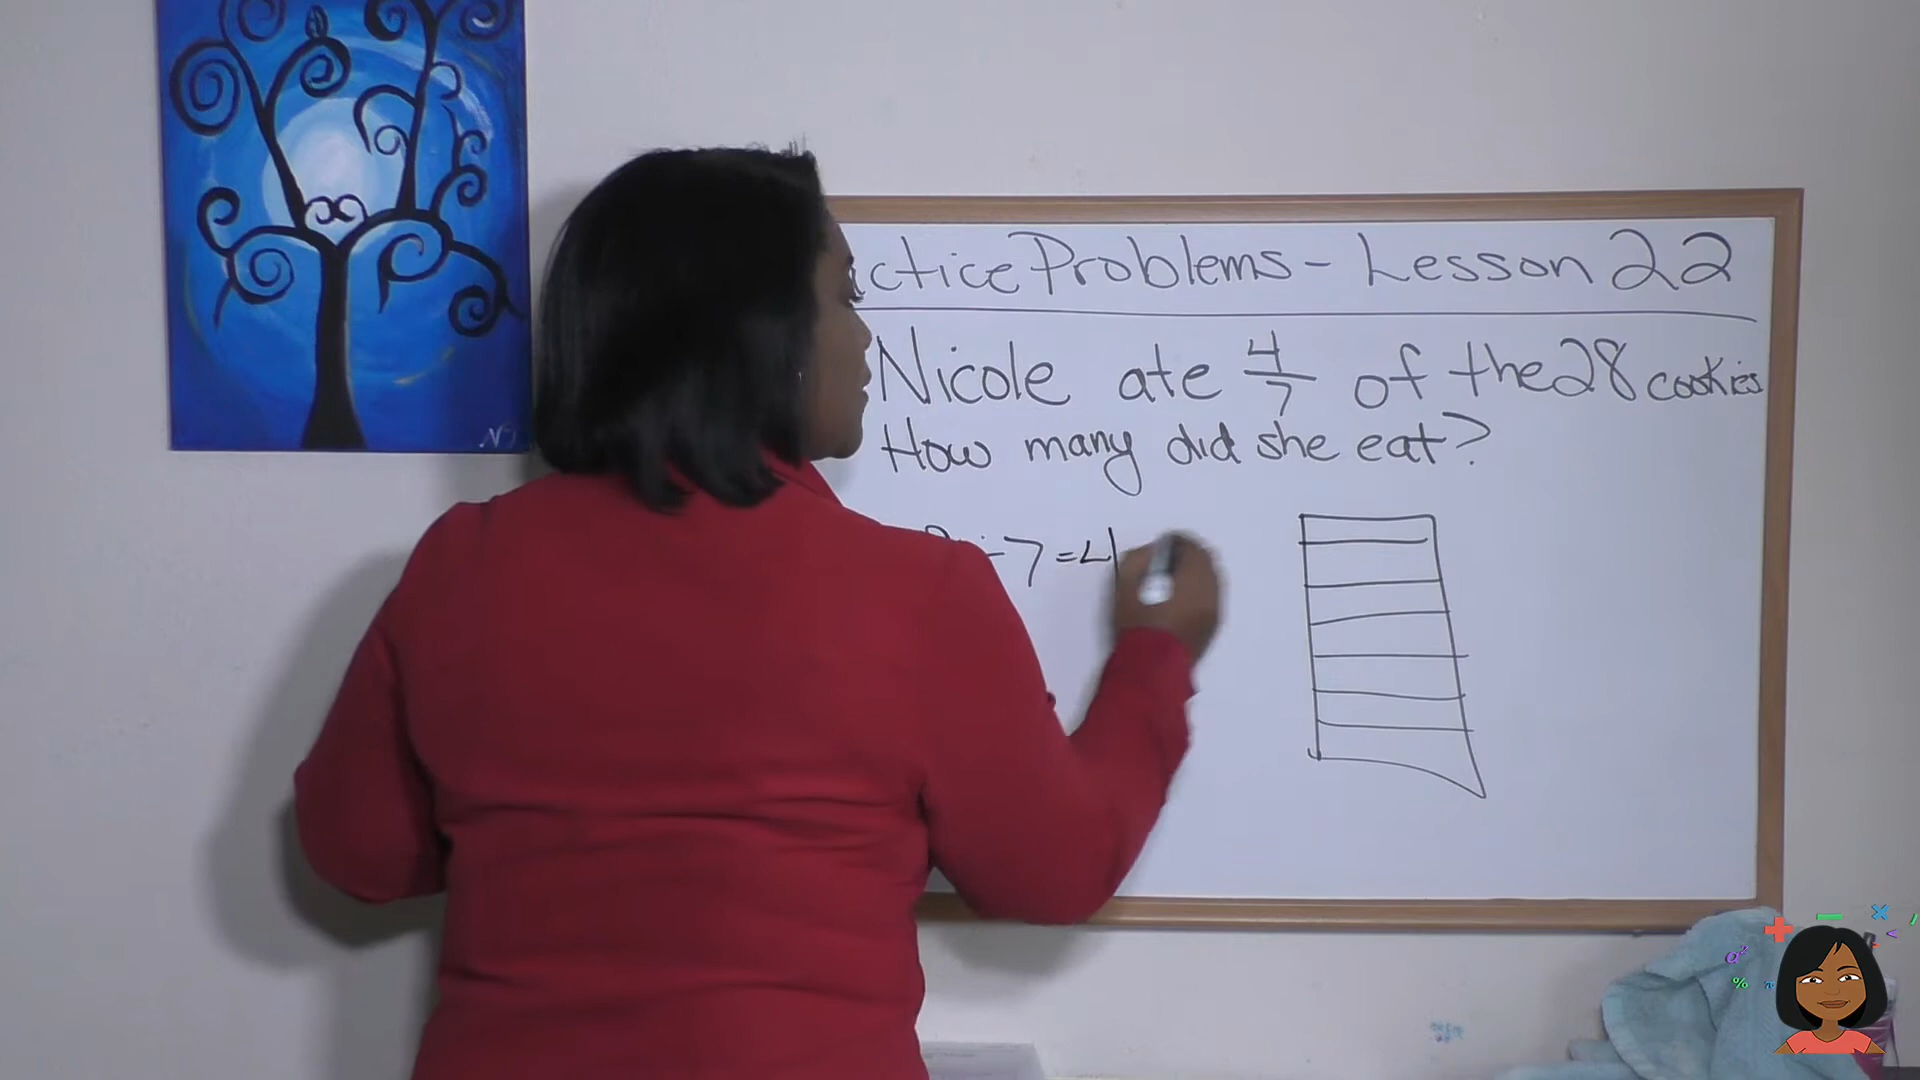 ctice Problems - Lesson 22
Nicole ate 4/7 of the 28 cookies
How many did she eat?
÷ 7 = 4
NJ